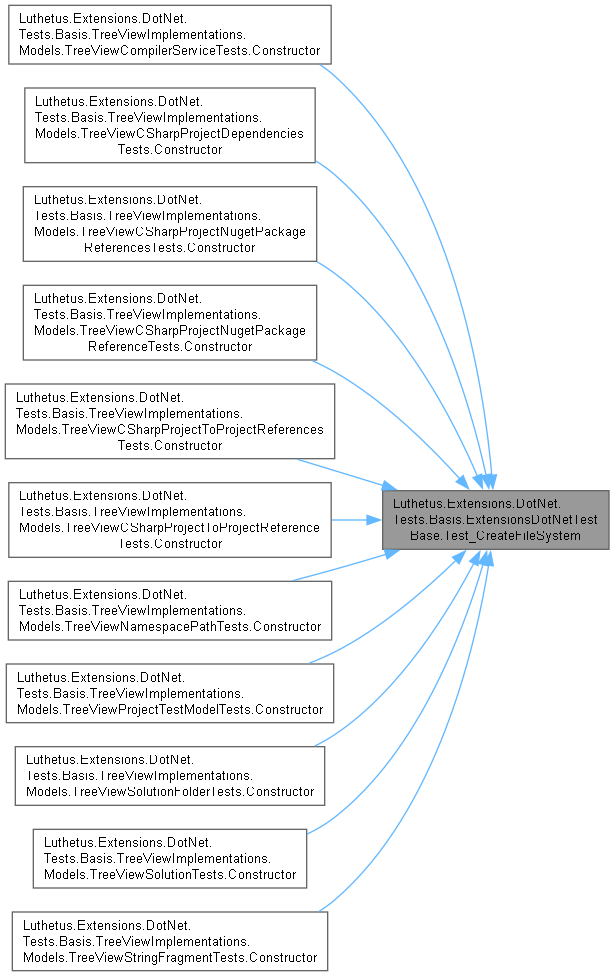 Luthetus.Extensions.DotNet.
Tests.Basis.TreeViewImplementations.
Models.TreeViewCompilerServiceTests.Constructor
Luthetus.Extensions.DotNet.
Tests.Basis.TreeViewImplementations.
Models.TreeViewCSharpProjectDependencies
Tests.Constructor
Luthetus.Extensions.DotNet.
Tests.Basis.TreeViewImplementations.
Models.TreeViewCSharpProjectNugetPackage
ReferencesTests.Constructor
Luthetus.Extensions.DotNet.
Tests.Basis.TreeViewImplementations.
Models.TreeViewCSharpProjectNugetPackage
ReferenceTests.Constructor
Luthetus.Extensions.DotNet.
Tests.Basis.TreeViewImplementations.
Models.TreeViewCSharpProjectToProjectReferences
Tests.Constructor
Luthetus.Extensions.DotNet.
Tests.Basis.TreeViewImplementations.
Models.TreeViewCSharpProjectToProjectReference
Tests.Constructor
Luthetus.Extensions.DotNet.
Tests.Basis.TreeViewImplementations.
Models.TreeViewNamespacePathTests.Constructor
Luthetus.Extensions.DotNet.
Tests.Basis.TreeViewImplementations.
Models.TreeViewProjectTestModelTests.Constructor
Luthetus.Extensions.DotNet.
Tests.Basis.TreeViewImplementations.
Models.TreeViewSolutionFolderTests.Constructor
Luthetus.Extensions.DotNet.
Tests.Basis.TreeViewImplementations.
Models.TreeViewSolutionTests.Constructor
Luthetus.Extensions.DotNet.
Tests.Basis.TreeViewImplementations.
Models.TreeViewStringFragmentTests.Constructor
Luthetus.Extensions.DotNet.
Tests.Basis.ExtensionsDotNetTest
Base.Test_CreateFileSystem